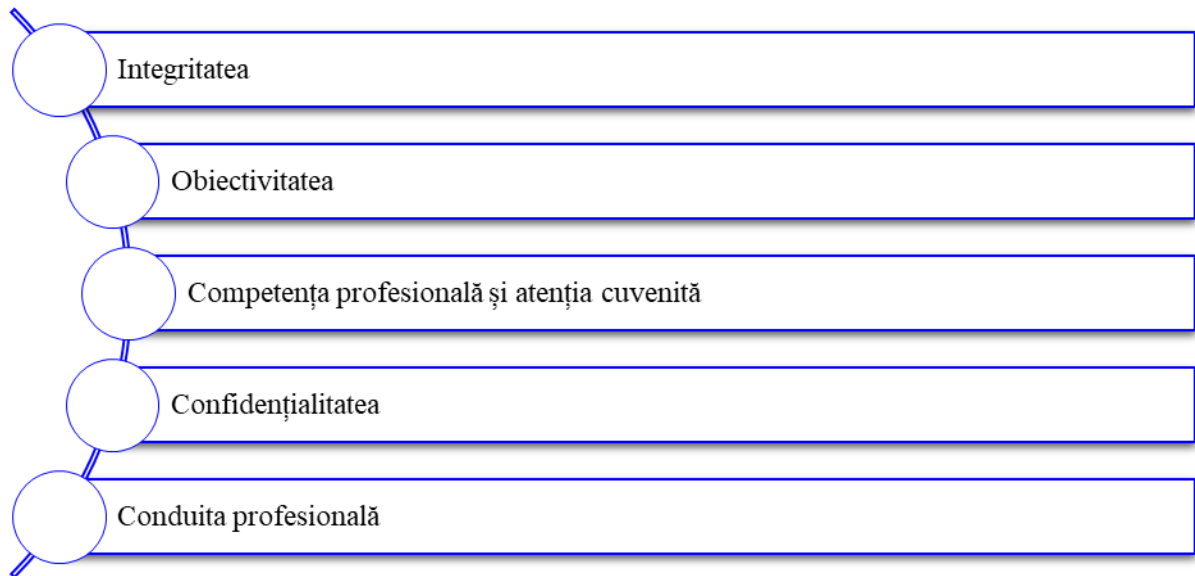 Integritatea
Obiectivitatea
Competența profesională și atenția cuvenită
Confidențialitatea
Conduita profesională